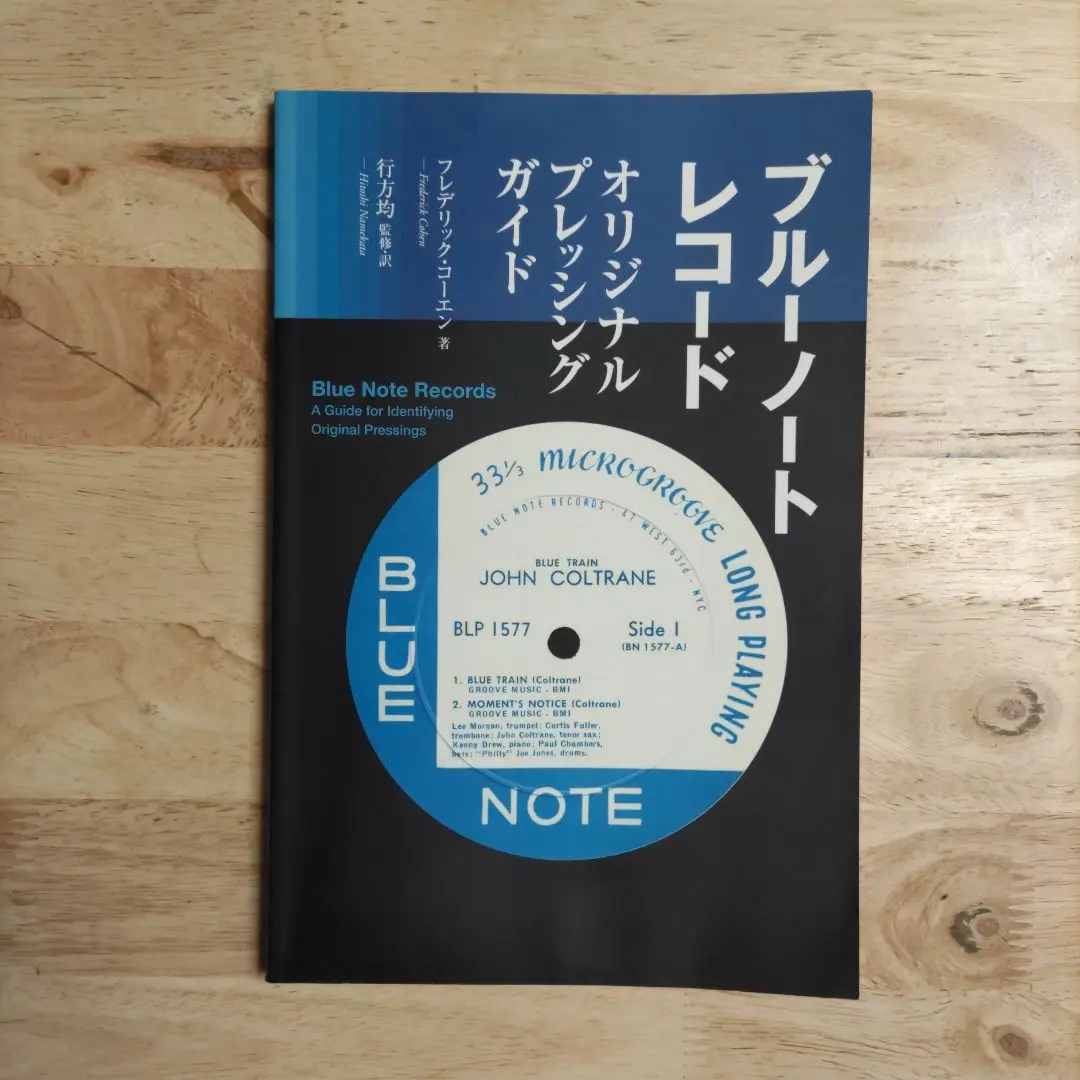 ブルーノート
レコード
オリジナル
プレッシング
ガイド
フレデリック・コーエン 著
— Frederick Cohen
行方均 監修・訳
— Hitoshi Namekata
Blue Note Records
A Guide for Identifying
Original Pressings
33⅓ MICROGROOVE LONG PLAYING
BLUE NOTE RECORDS · 47 WEST 63rd · NYC
BLUE TRAIN
JOHN COLTRANE
BLP 1577
Side 1
(BN 1577-A)
1. BLUE TRAIN (Coltrane)
GROOVE MUSIC - BMI
2. MOMENT'S NOTICE (Coltrane)
GROOVE MUSIC - BMI
Lee Morgan, trumpet; Curtis Fuller,
trombone; John Coltrane, tenor sax;
Kenny Drew, piano; Paul Chambers,
bass; "Philly" Joe Jones, drums.
BLUE
NOTE